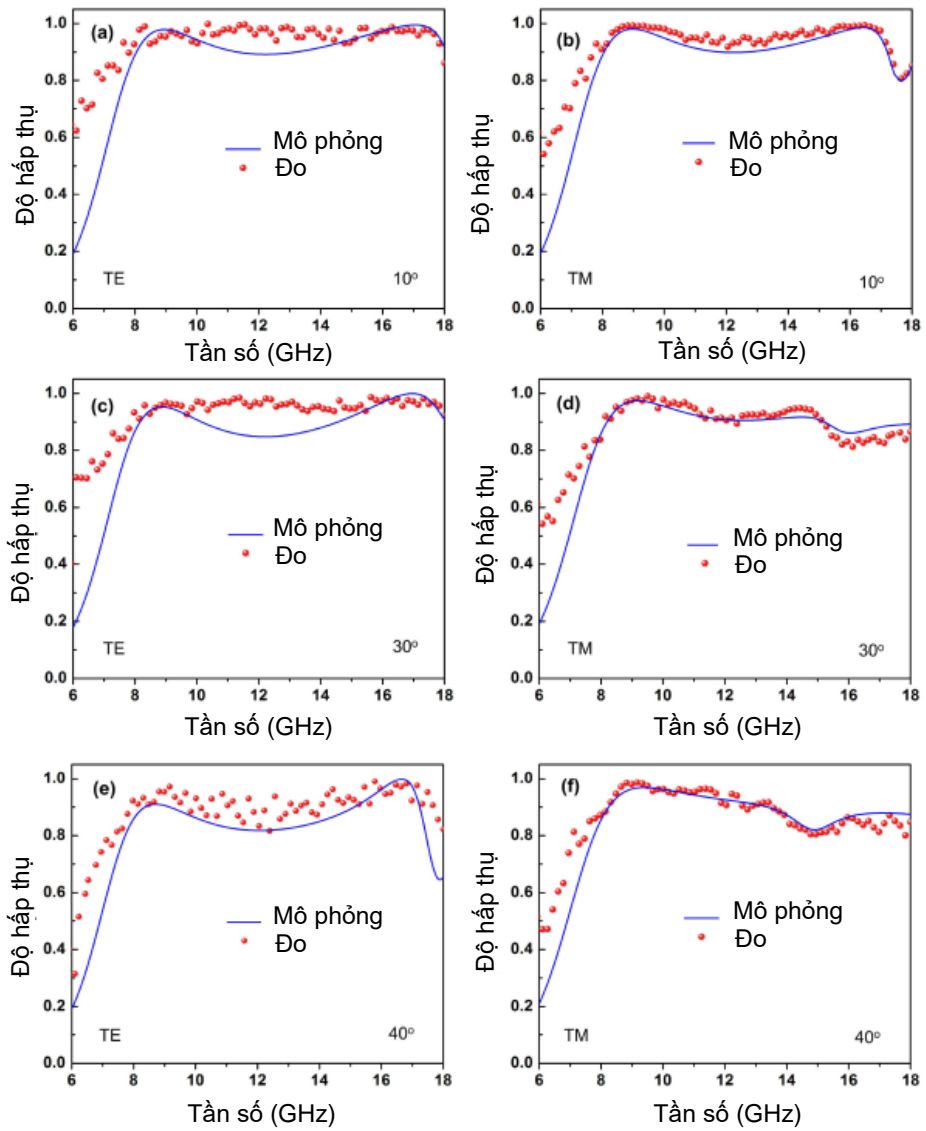 Độ hấp thụ
1.0
0.8
0.6
0.4
0.2
0.0
(a)
Mô phỏng
Đo
TE
10º
6 8 10 12 14 16 18
Tần số (GHz)
Độ hấp thụ
1.0
0.8
0.6
0.4
0.2
0.0
(b)
Mô phỏng
Đo
TM
10º
6 8 10 12 14 16 18
Tần số (GHz)
Độ hấp thụ
1.0
0.8
0.6
0.4
0.2
0.0
(c)
Mô phỏng
Đo
TE
30º
6 8 10 12 14 16 18
Tần số (GHz)
Độ hấp thụ
1.0
0.8
0.6
0.4
0.2
0.0
(d)
Mô phỏng
Đo
TM
30º
6 8 10 12 14 16 18
Tần số (GHz)
Độ hấp thụ
1.0
0.8
0.6
0.4
0.2
0.0
(e)
Mô phỏng
Đo
TE
40º
6 8 10 12 14 16 18
Tần số (GHz)
Độ hấp thụ
1.0
0.8
0.6
0.4
0.2
0.0
(f)
Mô phỏng
Đo
TM
40º
6 8 10 12 14 16 18
Tần số (GHz)